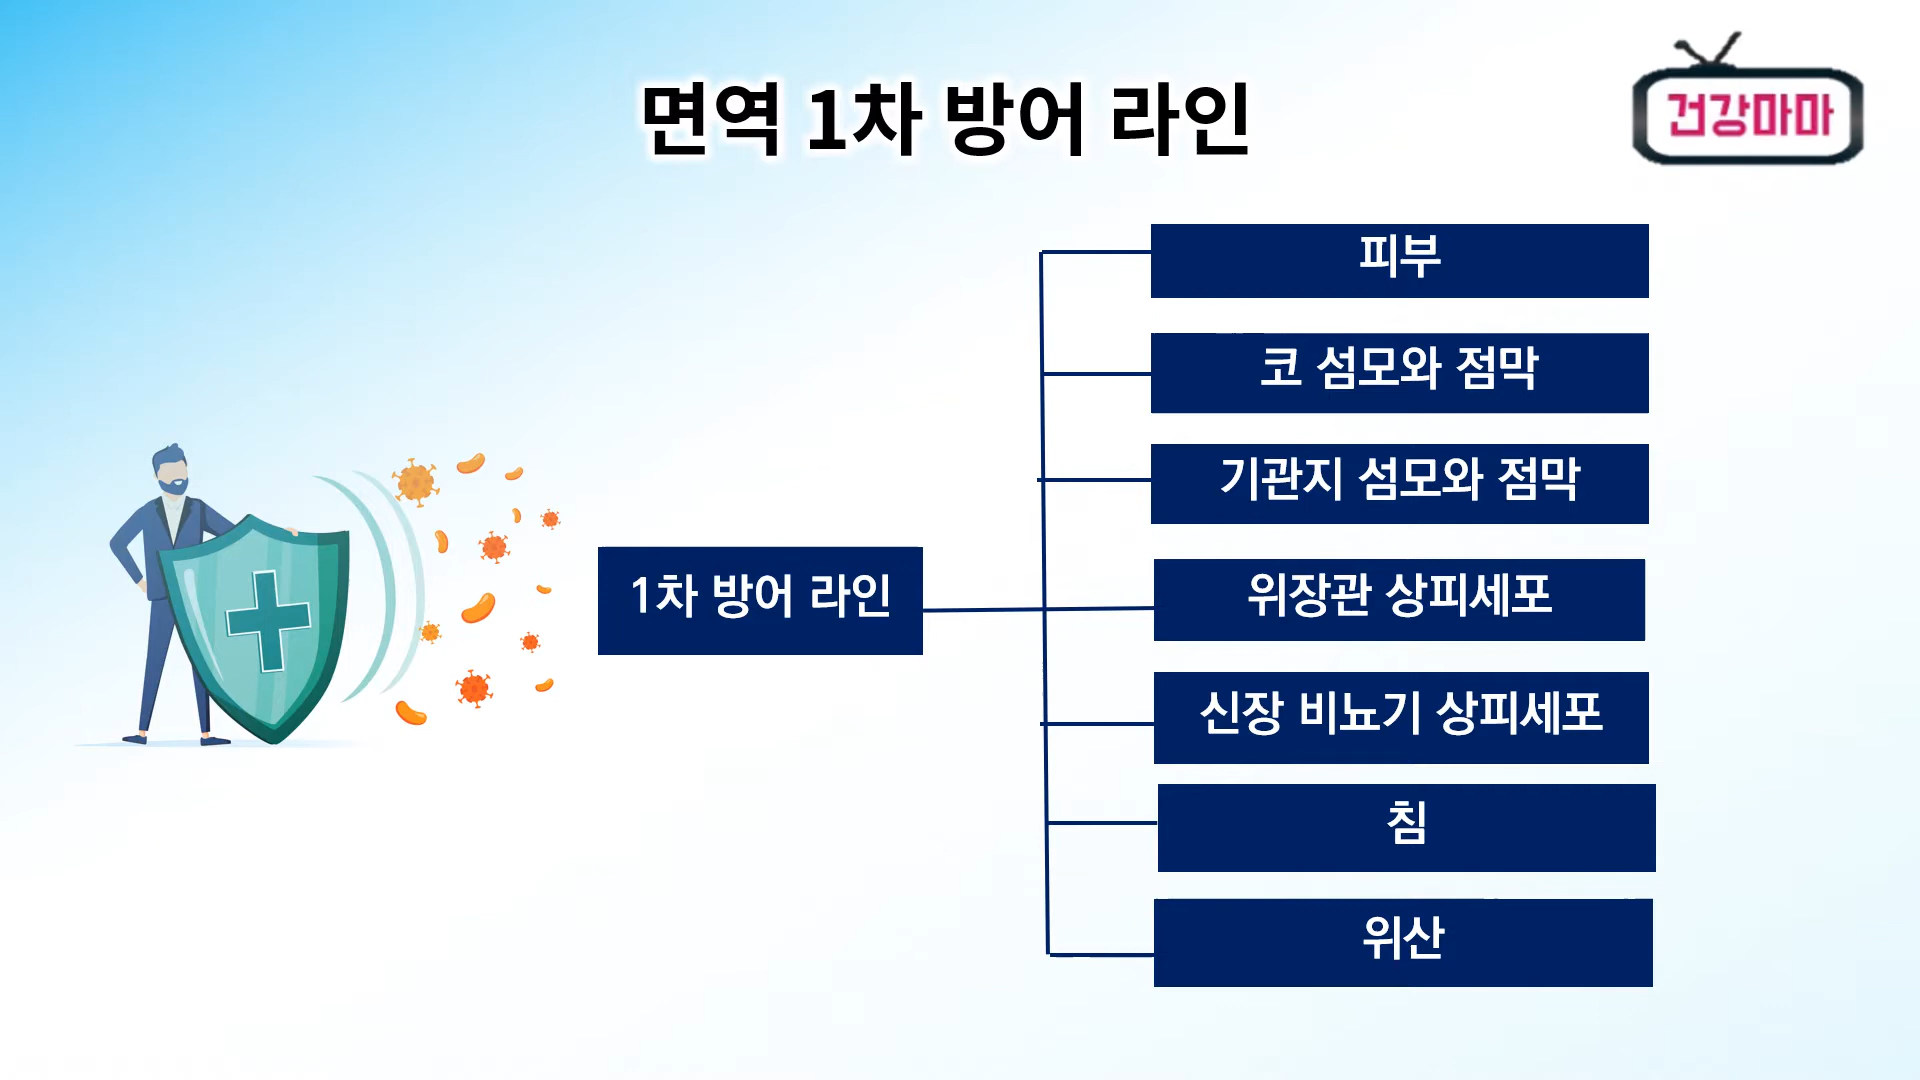 면역 1차 방어 라인
건강마마
피부
코 섬모와 점막
기관지 섬모와 점막
1차 방어 라인
위장관 상피세포
신장 비뇨기 상피세포
침
위산